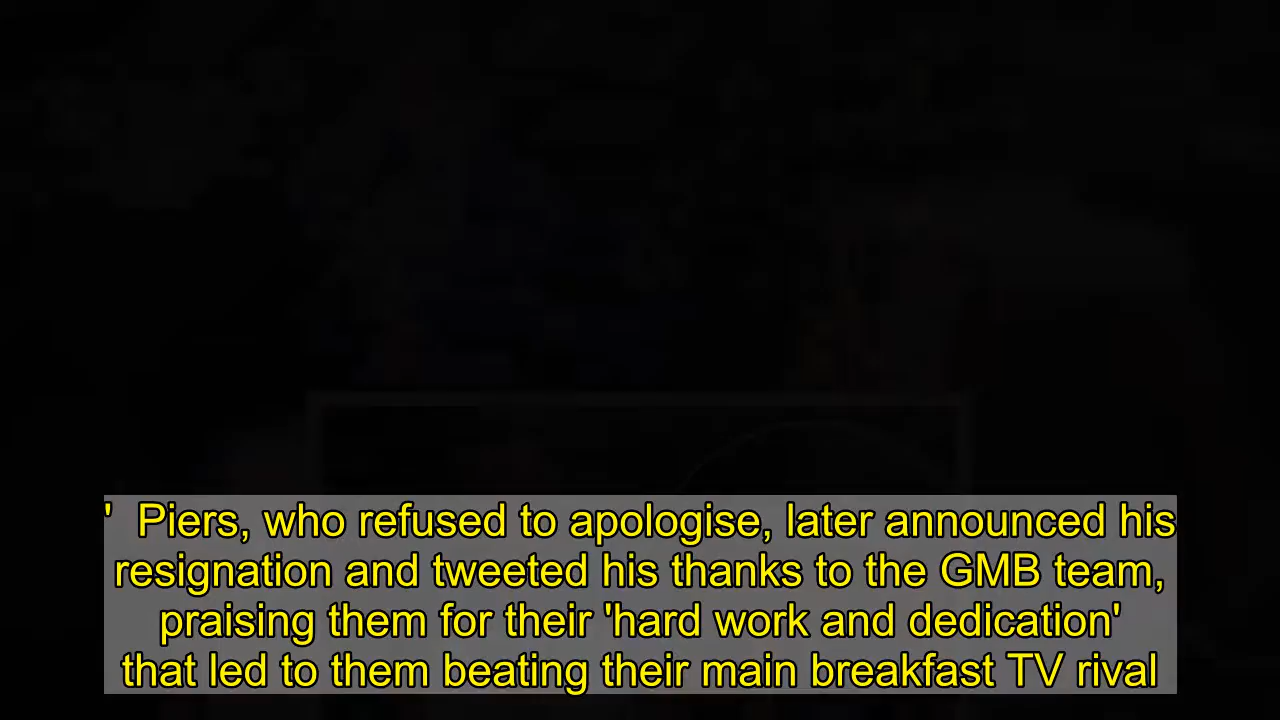 ' Piers, who refused to apologise, later announced his
resignation and tweeted his thanks to the GMB team,
praising them for their 'hard work and dedication'
that led to them beating their main breakfast TV rival